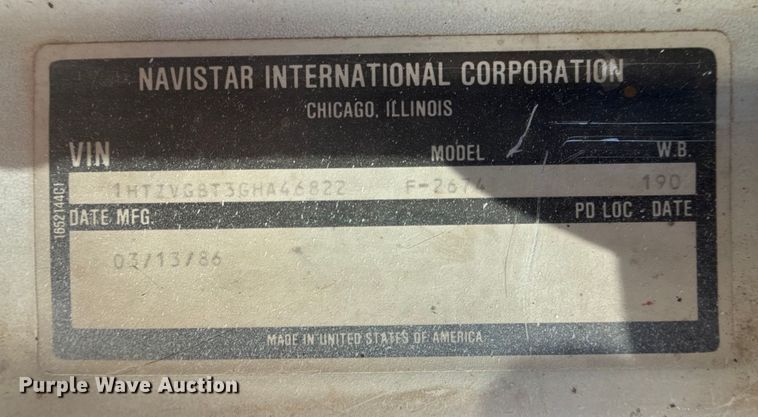 NAVISTAR INTERNATIONAL CORPORATION
CHICAGO, ILLINOIS
VIN MODEL W.B.
1HTZVGBT3GHA46822 F-2674 190
DATE MFG. PD LOC - DATE
03/13/86
MADE IN UNITED STATES OF AMERICA
1652144C1
Purple Wave Auction